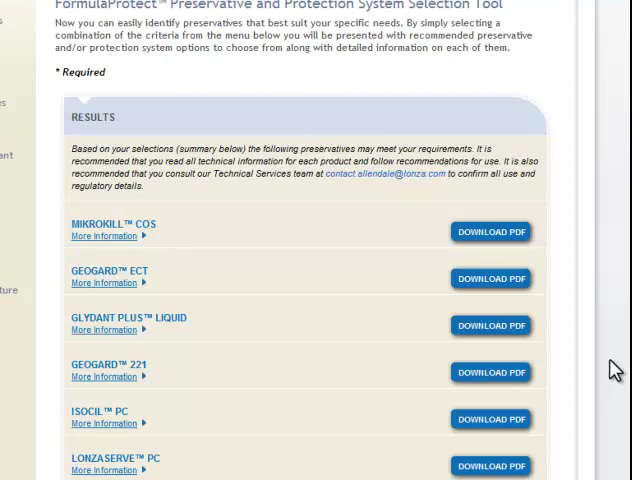 FormulaProtect™ Preservative and Protection System Selection Tool
Now you can easily identify preservatives that best suit your specific needs. By simply selecting a
combination of the criteria from the menu below you will be presented with recommended preservative
and/or protection system options to choose from along with detailed information on each of them.
* Required
RESULTS
Based on your selections (summary below) the following preservatives may meet your requirements. It is
recommended that you read all technical information for each product and follow recommendations for use. It is also
recommended that you consult our Technical Services team at contact.allendale@lonza.com to confirm all use and
regulatory details.
MIKROKILL™ COS
More Information
DOWNLOAD PDF
GEOGARD™ ECT
More Information
DOWNLOAD PDF
GLYDANT PLUS™ LIQUID
More Information
DOWNLOAD PDF
GEOGARD™ 221
More Information
DOWNLOAD PDF
ISOCIL™ PC
More Information
DOWNLOAD PDF
LONZASERVE™ PC
More Information
DOWNLOAD PDF